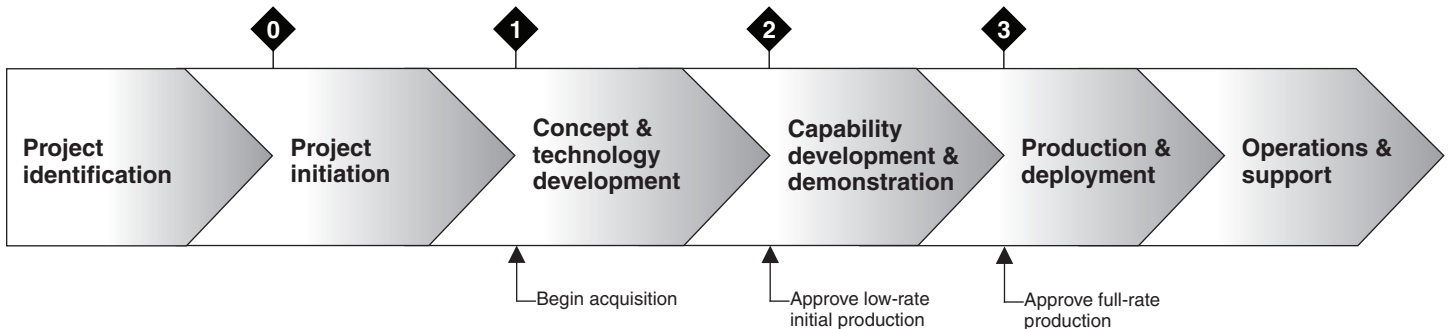 0
1
2
3
Project
identification
Project
initiation
Concept &
technology
development
Capability
development &
demonstration
Production &
deployment
Operations &
support
Begin acquisition
Approve low-rate
initial production
Approve full-rate
production